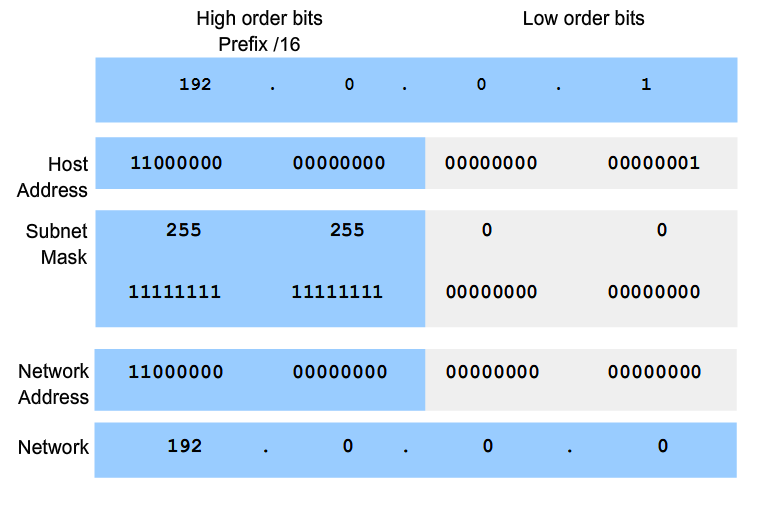 High order bits Low order bits
Prefix /16
192 . 0 . 0 . 1
Host Address 11000000 00000000 00000000 00000001
Subnet Mask 255 255 0 0
11111111 11111111 00000000 00000000
Network Address 11000000 00000000 00000000 00000000
Network 192 . 0 . 0 . 0